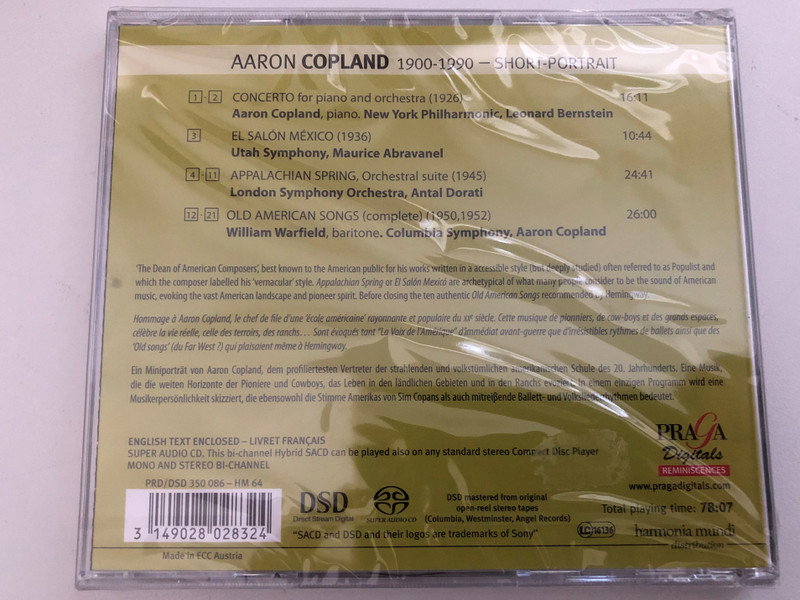 AARON COPLAND 1900-1990 – SHORT-PORTRAIT
1 - 2 CONCERTO for piano and orchestra (1926) 16:11
Aaron Copland, piano. New York Philharmonic, Leonard Bernstein
3 EL SALÓN MÉXICO (1936) 10:44
Utah Symphony, Maurice Abravanel
4 - 11 APPALACHIAN SPRING, Orchestral suite (1945) 24:41
London Symphony Orchestra, Antal Dorati
12 - 21 OLD AMERICAN SONGS (complete) (1950,1952) 26:00
William Warfield, baritone. Columbia Symphony, Aaron Copland
'The Dean of American Composers', best known to the American public for his works written in a accessible style (but deeply studied) often referred to as Populist and
which the composer labelled his 'vernacular' style. Appalachian Spring or El Salón Mexico are archetypical of what many people consider to be the sound of American
music, evoking the vast American landscape and pioneer spirit. Before closing the ten authentic Old American Songs recommended by Hemingway.
Hommage à Aaron Copland, le chef de file d'une 'école américaine' rayonnante et populaire du XXe siècle. Cette musique de pionniers, de cow-boys et des grands espaces,
célèbre la vie réelle, celle des terroirs, des ranchs... Sont évoqués tant "La Voix de l'Amérique" d'immédiat avant-guerre que d'irrésistibles rythmes de ballets ainsi que des
'Old songs' (du Far West ?) qui plaisaient même à Hemingway.
Ein Miniporträt von Aaron Copland, dem profiliertesten Vertreter der strahlenden und volkstümlichen amerikanischen Schule des 20. Jahrhunderts. Eine Musik,
die die weiten Horizonte der Pioniere und Cowboys, das Leben in den ländlichen Gebieten und in den Ranchs evoziert. In einem einzigen Programm wird eine
Musikerpersönlichkeit skizziert, die ebensowohl die Stimme Amerikas von Sim Copans als auch mitreißende Ballett- und Volksliederrhythmen bedeutet.
ENGLISH TEXT ENCLOSED – LIVRET FRANÇAIS
SUPER AUDIO CD. This bi-channel Hybrid SACD can be played also on any standard stereo Compact Disc Player
MONO AND STEREO BI-CHANNEL
PRAGA
Digitals
REMINISCENCES
www.pragadigitals.com
PRD/DSD 350 086 – HM 64
3 149028 028324
Made in ECC Austria
DSD
Direct Stream Digital
SUPER AUDIO CD
DSD mastered from original
open-reel stereo tapes
(Columbia, Westminster, Angel Records)
"SACD and DSD and their logos are trademarks of Sony"
Total playing time: 78:07
LC 16136
harmonia mundi
distribution